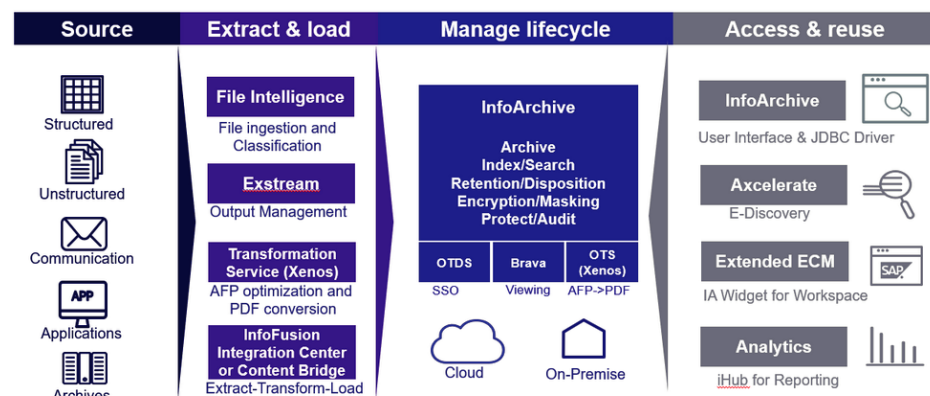 Source
Extract & load
Manage lifecycle
Access & reuse
Structured
Unstructured
Communication
APP
Applications
Archives
File Intelligence
File ingestion and
Classification
Exstream
Output Management
Transformation
Service (Xenos)
AFP optimization and
PDF conversion
InfoFusion
Integration Center
or Content Bridge
Extract-Transform-Load
InfoArchive
Archive
Index/Search
Retention/Disposition
Encryption/Masking
Protect/Audit
OTDS
Brava
OTS
(Xenos)
SSO
Viewing
AFP->PDF
Cloud
On-Premise
InfoArchive
User Interface & JDBC Driver
Axcelerate
E-Discovery
Extended ECM
SAP
IA Widget for Workspace
Analytics
iHub for Reporting